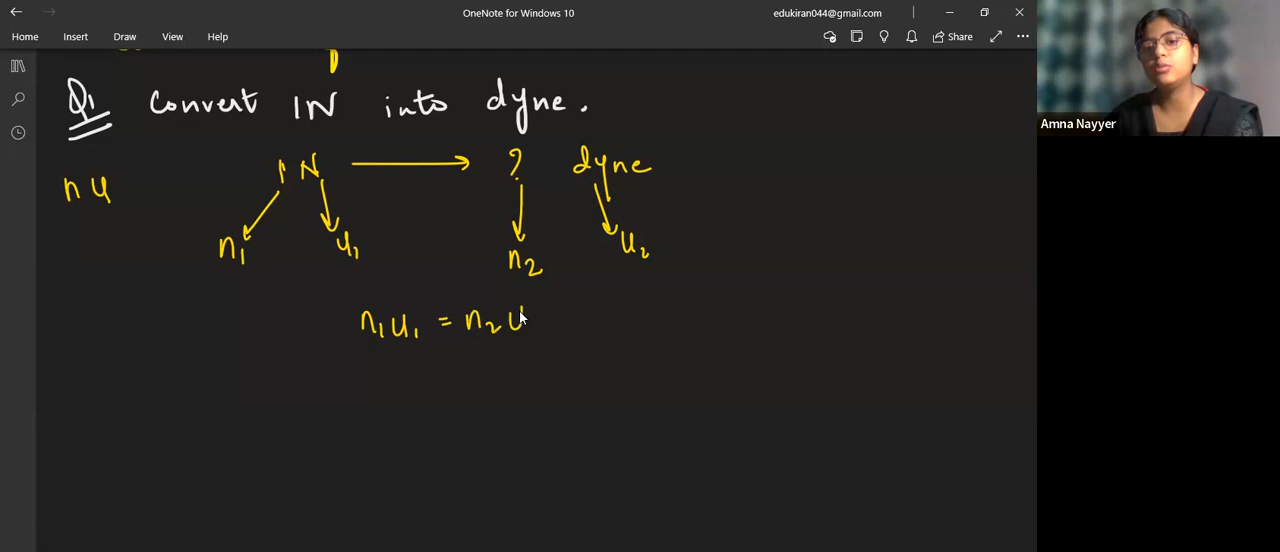 OneNote for Windows 10
edukiran044@gmail.com
Home Insert Draw View Help
Share
Amna Nayyer
Q1 Convert 1N into dyne.
n u
1 N ? dyne
n1 u1 n2 u2
n1u1 = n2u